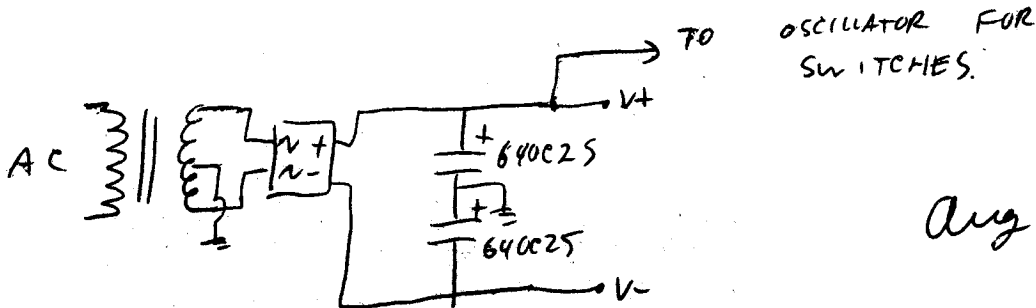 TO OSCILLATOR FOR
SWITCHES.
V+
AC
~ +
~ -
+
640C25
+
640C25
V-
Aug